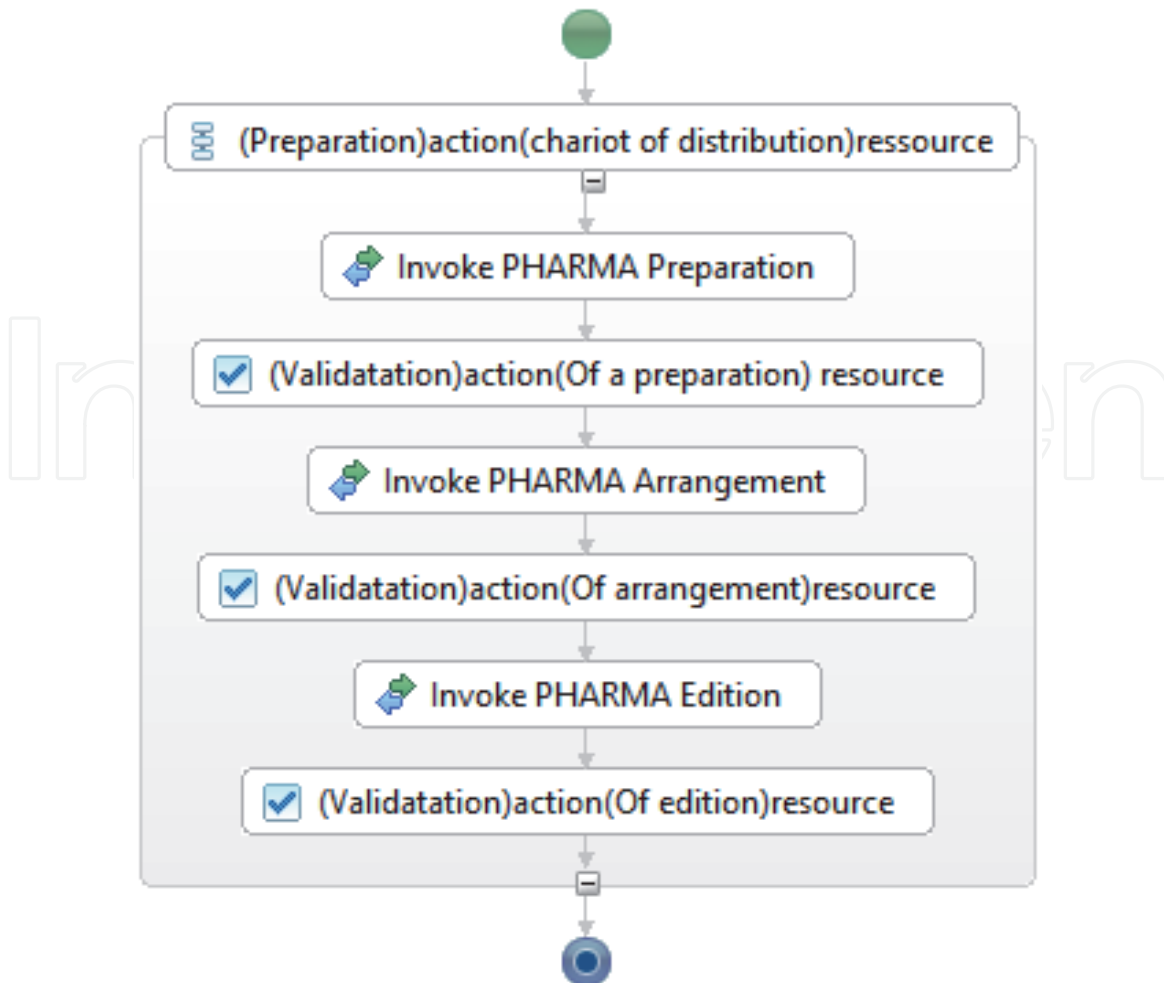 (Preparation)action(chariot of distribution)ressource
Invoke PHARMA Preparation
(Validatation)action(Of a preparation) resource
Invoke PHARMA Arrangement
(Validatation)action(Of arrangement)resource
Invoke PHARMA Edition
(Validatation)action(Of edition)resource